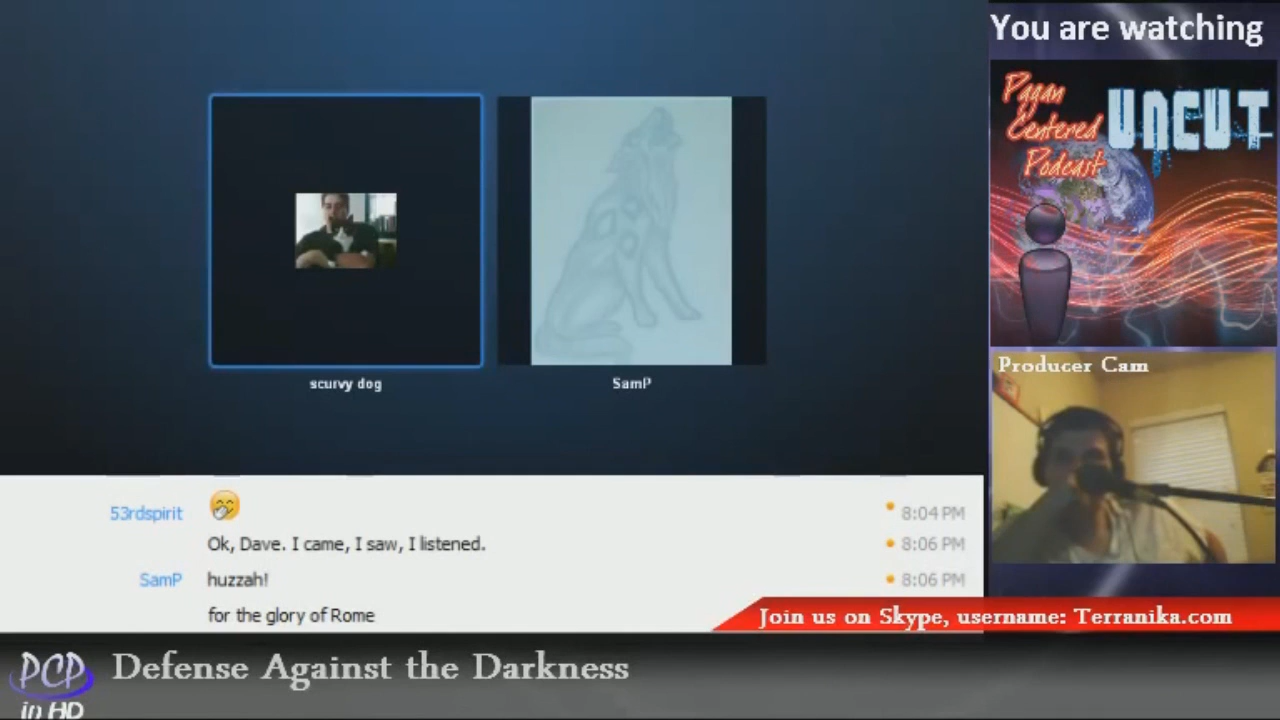 You are watching
Pagan
Centered
Podcast
UNCUT
Producer Cam
scurvy dog
SamP
53rdspirit
8:04 PM
Ok, Dave. I came, I saw, I listened.
8:06 PM
SamP
huzzah!
8:06 PM
for the glory of Rome
Join us on Skype, username: Terranika.com
PCP
in HD
Defense Against the Darkness